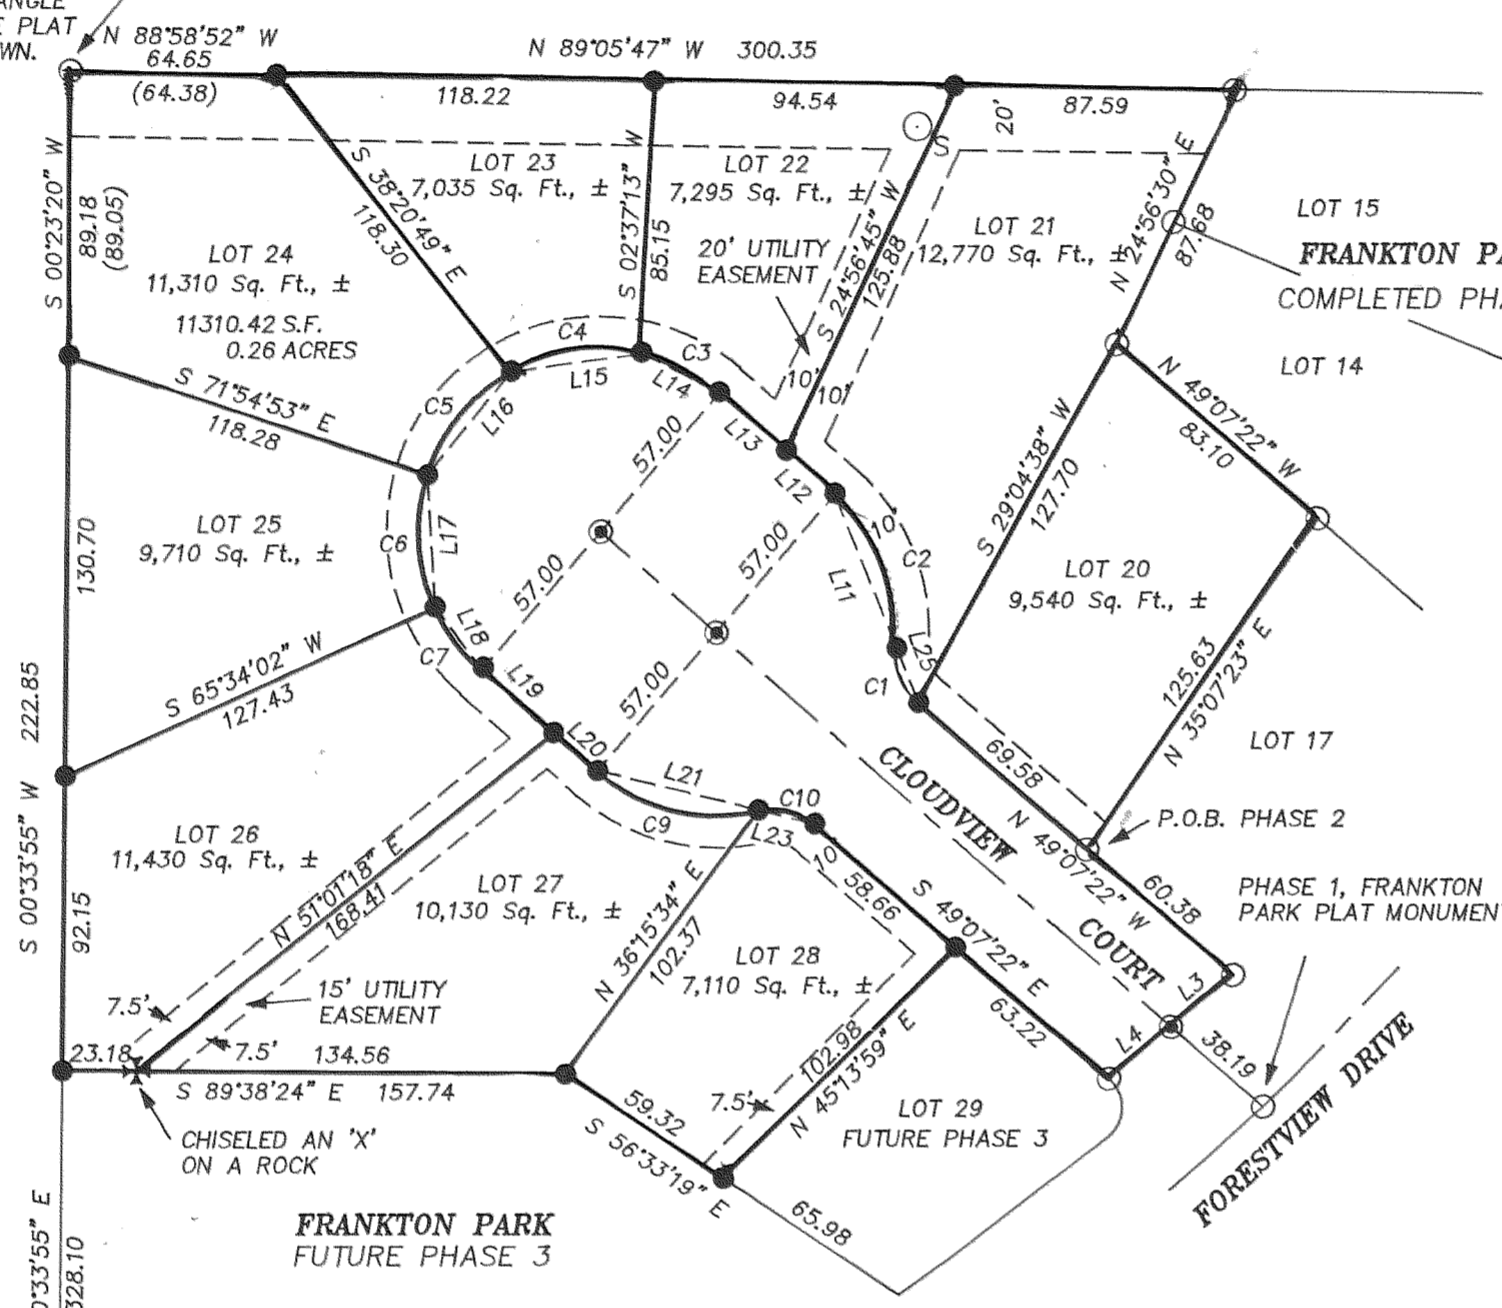 ANGLE
E PLAT
WN.
N 88°58'52" W
64.65
(64.38)
N 89°05'47" W 300.35
118.22
94.54
87.59
20'
S
S 00°23'20" W
89.18
(89.05)
LOT 24
11,310 Sq. Ft., ±
11310.42 S.F.
0.26 ACRES
S 38°20'49" E
118.30
LOT 23
7,035 Sq. Ft., ±
S 02°37'13" W
85.15
LOT 22
7,295 Sq. Ft., ±
20' UTILITY
EASEMENT
S 24°56'45" W
125.88
LOT 21
12,770 Sq. Ft., ±
N 24°56'30" E
87.68
LOT 15
FRANKTON PA
COMPLETED PH
LOT 14
N 49°07'22" W
83.10
S 71°54'53" E
118.28
C5
L16
C4
L15
C3
L14
10'
10'
57.00
L13
L12
S 29°04'38" W
127.70
LOT 25
9,710 Sq. Ft., ±
130.70
C6
L17
57.00
57.00
10'
C2
L11
LOT 20
9,540 Sq. Ft., ±
S 65°34'02" W
127.43
L18
C7
L19
57.00
L25
C1
125.63
N 35°07'23" E
LOT 17
S 00°33'55" W 222.85
L20
L21
C9
C10
L23
10'
CLOUDVIEW
COURT
69.58
N 49°07'22" W
P.O.B. PHASE 2
60.38
LOT 26
11,430 Sq. Ft., ±
92.15
N 51°01'18" E
168.41
LOT 27
10,130 Sq. Ft., ±
N 36°15'34" E
102.37
58.66
S 49°07'22" E
63.22
PHASE 1, FRANKTON
PARK PLAT MONUMEN
LOT 28
7,110 Sq. Ft., ±
102.98
N 45°13'59" E
L3
L4
38.19
FORESTVIEW DRIVE
7.5'
15' UTILITY
EASEMENT
7.5'
23.18
134.56
S 89°38'24" E 157.74
7.5'
59.32
S 56°33'19" E
LOT 29
FUTURE PHASE 3
CHISELED AN 'X'
ON A ROCK
65.98
FRANKTON PARK
FUTURE PHASE 3
0°33'55" E
328.10